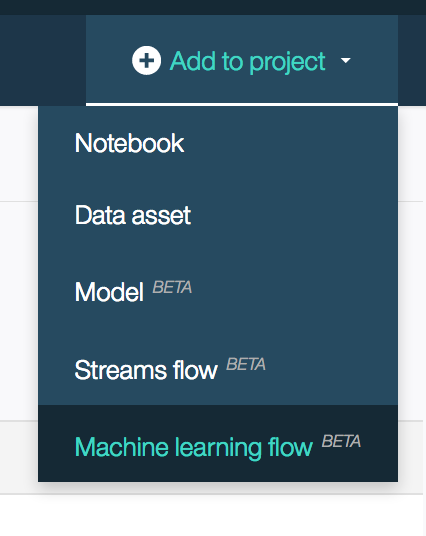 Add to project
Notebook
Data asset
Model BETA
Streams flow BETA
Machine learning flow BETA